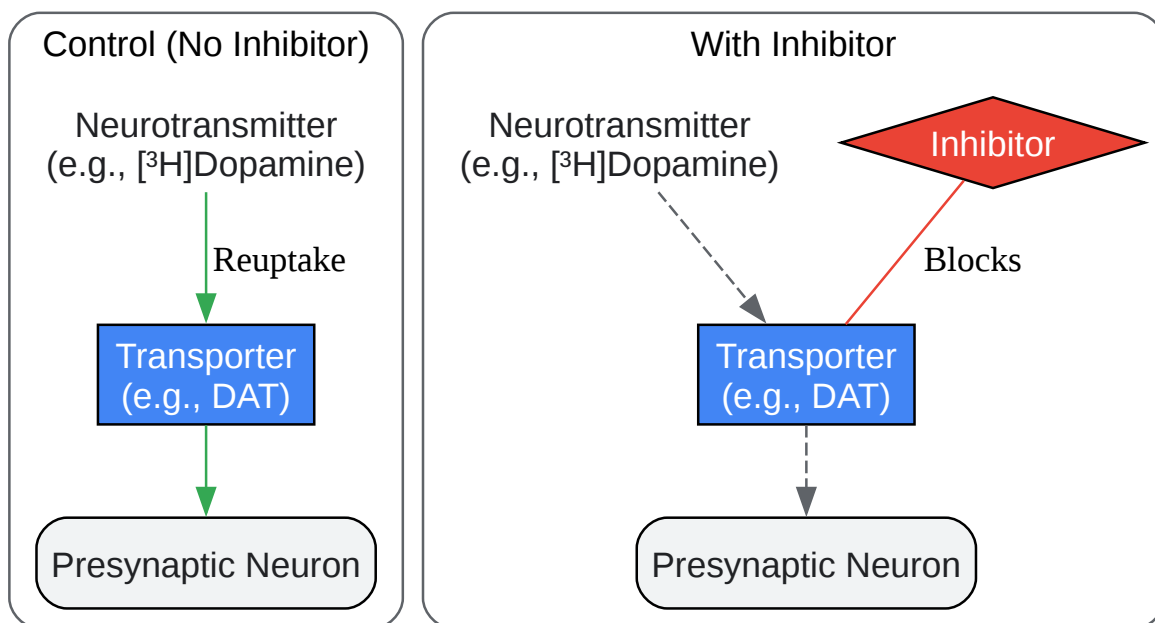 Control (No Inhibitor)
Neurotransmitter
(e.g., [³H]Dopamine)
Reuptake
Transporter
(e.g., DAT)
Presynaptic Neuron
With Inhibitor
Neurotransmitter
(e.g., [³H]Dopamine)
Inhibitor
Blocks
Transporter
(e.g., DAT)
Presynaptic Neuron